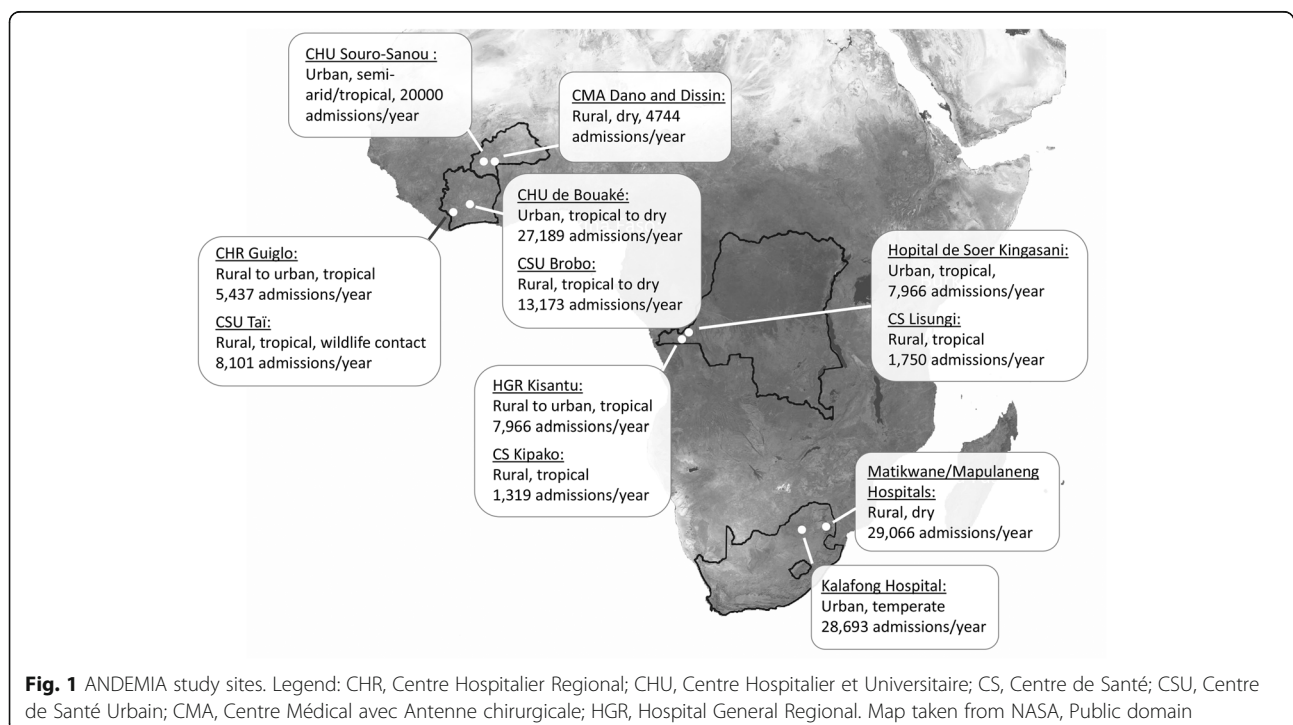 CHU Souro-Sanou :
Urban, semi-
arid/tropical, 20000
admissions/year
CMA Dano and Dissin:
Rural, dry, 4744
admissions/year
CHU de Bouaké:
Urban, tropical to dry
27,189 admissions/year
CSU Brobo:
Rural, tropical to dry
13,173 admissions/year
CHR Guiglo:
Rural to urban, tropical
5,437 admissions/year
CSU Taï:
Rural, tropical, wildlife contact
8,101 admissions/year
Hopital de Soer Kingasani:
Urban, tropical,
7,966 admissions/year
CS Lisungi:
Rural, tropical
1,750 admissions/year
HGR Kisantu:
Rural to urban, tropical
7,966 admissions/year
CS Kipako:
Rural, tropical
1,319 admissions/year
Matikwane/Mapulaneng
Hospitals:
Rural, dry
29,066 admissions/year
Kalafong Hospital:
Urban, temperate
28,693 admissions/year
Fig. 1 ANDEMIA study sites. Legend: CHR, Centre Hospitalier Regional; CHU, Centre Hospitalier et Universitaire; CS, Centre de Santé; CSU, Centre
de Santé Urbain; CMA, Centre Médical avec Antenne chirurgicale; HGR, Hospital General Regional. Map taken from NASA, Public domain